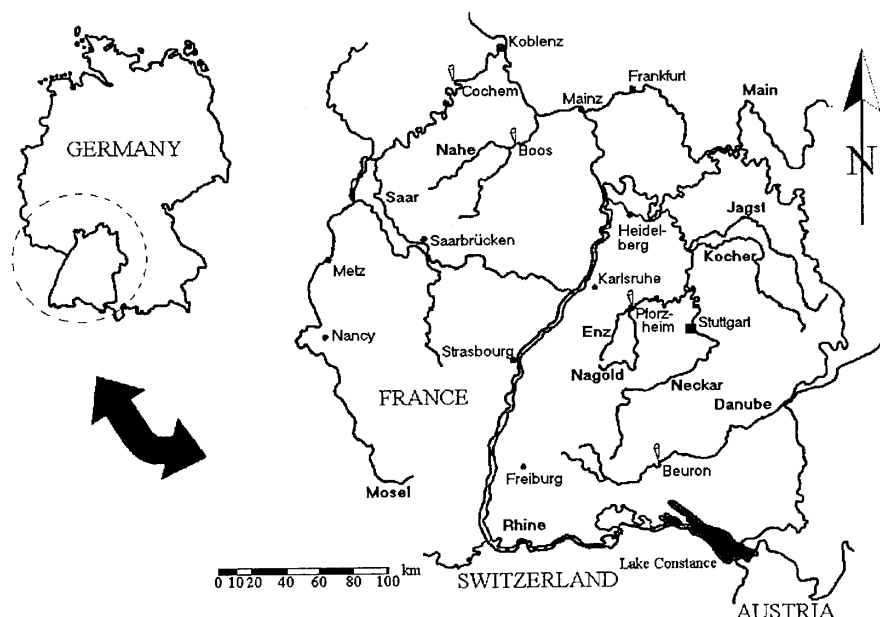 GERMANY
Koblenz
Cochem
Mainz
Frankfurt
Main
Nahe
Boos
N
Saar
Heidel-
berg
Jagst
Kocher
Saarbrücken
Metz
Karlsruhe
Pforz-
heim
Stuttgart
Enz
Nancy
Strasbourg
Nagold
Neckar
FRANCE
Danube
Beuron
Freiburg
Mosel
Rhine
Lake Constance
SWITZERLAND
AUSTRIA
0 10 20 40 60 80 100 km